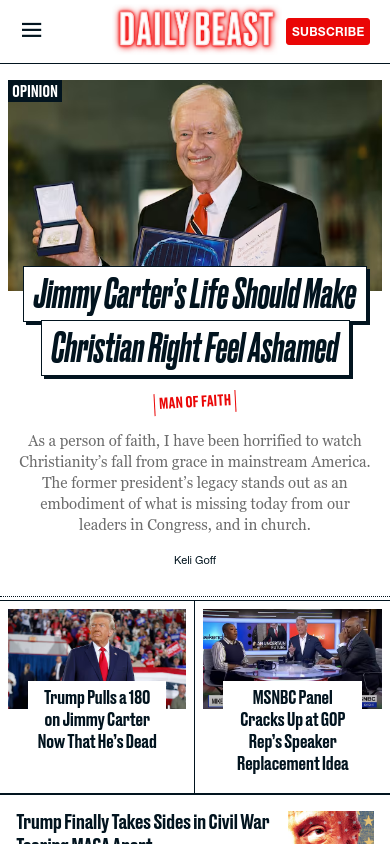 DAILY BEAST
SUBSCRIBE
OPINION
Jimmy Carter's Life Should Make
Christian Right Feel Ashamed
MAN OF FAITH
As a person of faith, I have been horrified to watch
Christianity's fall from grace in mainstream America.
The former president's legacy stands out as an
embodiment of what is missing today from our
leaders in Congress, and in church.
Keli Goff
Trump Pulls a 180
on Jimmy Carter
Now That He's Dead
MSNBC Panel
Cracks Up at GOP
Rep's Speaker
Replacement Idea
Trump Finally Takes Sides in Civil War
Tearing MAGA Apart